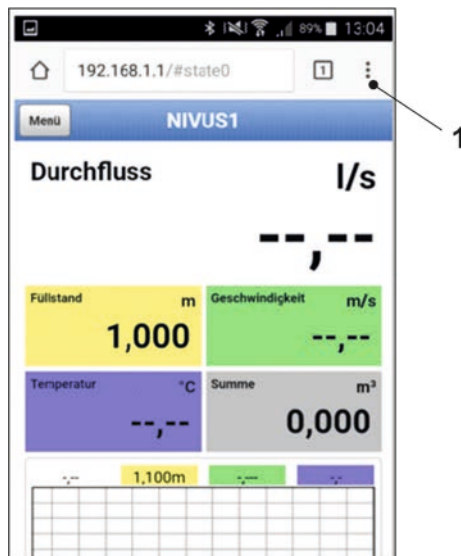 89% 13:04
192.168.1.1/#state0 1
1
Menü NIVUS1
Durchfluss l/s
--,--
Füllstand m Geschwindigkeit m/s
1,000 --,--
Temperatur °C Summe m³
--,-- 0,000
-,-- 1,100m -,--- -,-